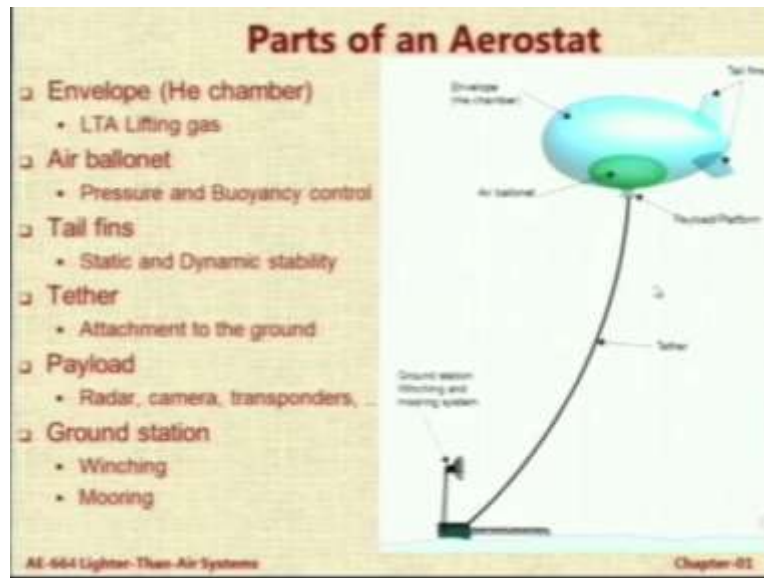 Parts of an Aerostat
Envelope (He chamber)
• LTA Lifting gas
Air ballonet
• Pressure and Buoyancy control
Tail fins
• Static and Dynamic stability
Tether
• Attachment to the ground
Payload
• Radar, camera, transponders, ...
Ground station
• Winching
• Mooring
Envelope
(He chamber)
Tail fins
Air ballonet
Payload/Platform
Tether
Ground station
Winching and
mooring system
AE-664 Lighter-Than-Air Systems
Chapter-01